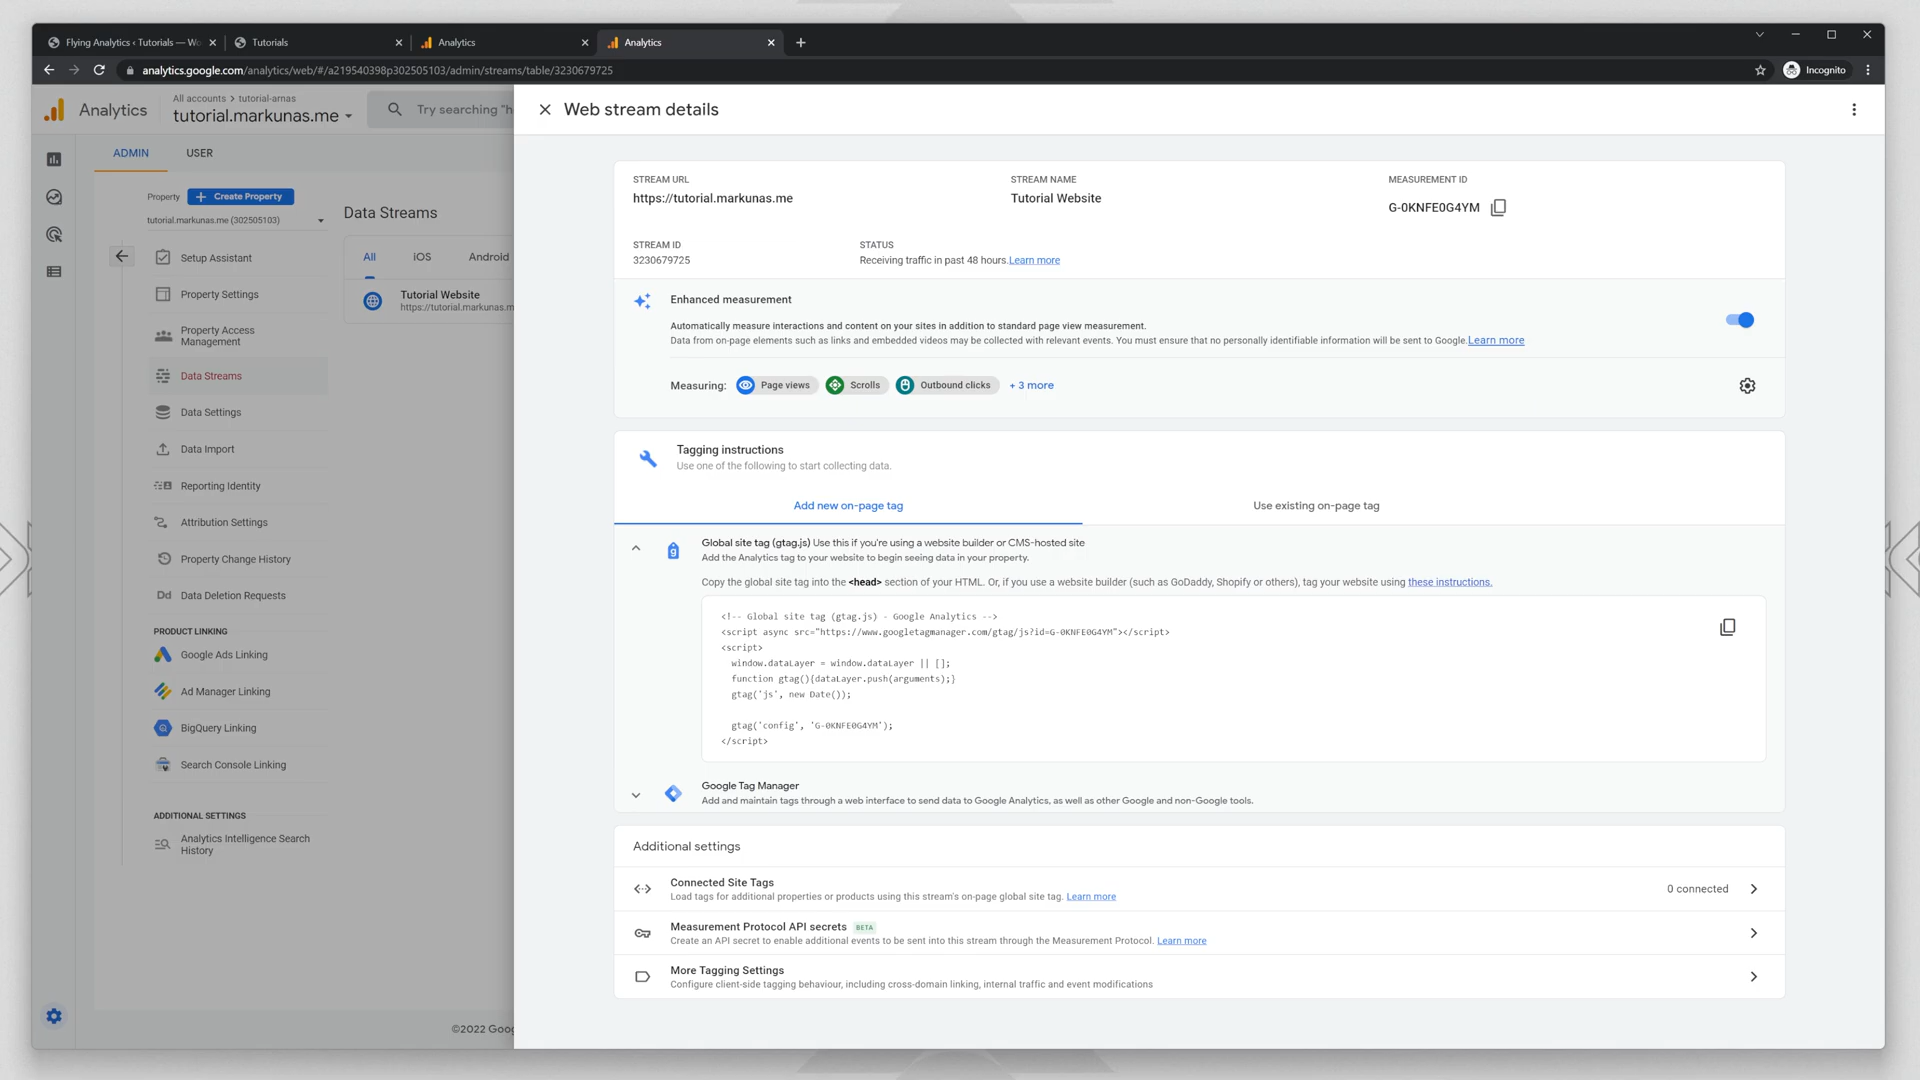 Flying Analytics ‹ Tutorials — Wo
Tutorials
Analytics
Analytics
analytics.google.com/analytics/web/#/a219540398p302505103/admin/streams/table/3230679725
Incognito
Analytics
All accounts > tutorial-arnas
tutorial.markunas.me
Try searching "h
Web stream details
ADMIN
USER
Property
Create Property
tutorial.markunas.me (302505103)
Setup Assistant
Property Settings
Property Access
Management
Data Streams
Data Settings
Data Import
Reporting Identity
Attribution Settings
Property Change History
Dd Data Deletion Requests
PRODUCT LINKING
Google Ads Linking
Ad Manager Linking
BigQuery Linking
Search Console Linking
ADDITIONAL SETTINGS
Analytics Intelligence Search
History
Data Streams
All
iOS
Android
Tutorial Website
https://tutorial.markunas.m
©2022 Goog
STREAM URL
https://tutorial.markunas.me
STREAM NAME
Tutorial Website
MEASUREMENT ID
G-0KNFE0G4YM
STREAM ID
3230679725
STATUS
Receiving traffic in past 48 hours. Learn more
Enhanced measurement
Automatically measure interactions and content on your sites in addition to standard page view measurement.
Data from on-page elements such as links and embedded videos may be collected with relevant events. You must ensure that no personally identifiable information will be sent to Google. Learn more
Measuring: Page views Scrolls Outbound clicks + 3 more
Tagging instructions
Use one of the following to start collecting data.
Add new on-page tag
Use existing on-page tag
Global site tag (gtag.js) Use this if you're using a website builder or CMS-hosted site
Add the Analytics tag to your website to begin seeing data in your property.
Copy the global site tag into the <head> section of your HTML. Or, if you use a website builder (such as GoDaddy, Shopify or others), tag your website using these instructions.
<!-- Global site tag (gtag.js) - Google Analytics -->
<script async src="https://www.googletagmanager.com/gtag/js?id=G-0KNFE0G4YM"></script>
<script>
window.dataLayer = window.dataLayer || [];
function gtag(){dataLayer.push(arguments);}
gtag('js', new Date());
gtag('config', 'G-0KNFE0G4YM');
</script>
Google Tag Manager
Add and maintain tags through a web interface to send data to Google Analytics, as well as other Google and non-Google tools.
Additional settings
Connected Site Tags
Load tags for additional properties or products using this stream's on-page global site tag. Learn more
0 connected
Measurement Protocol API secrets BETA
Create an API secret to enable additional events to be sent into this stream through the Measurement Protocol. Learn more
More Tagging Settings
Configure client-side tagging behaviour, including cross-domain linking, internal traffic and event modifications